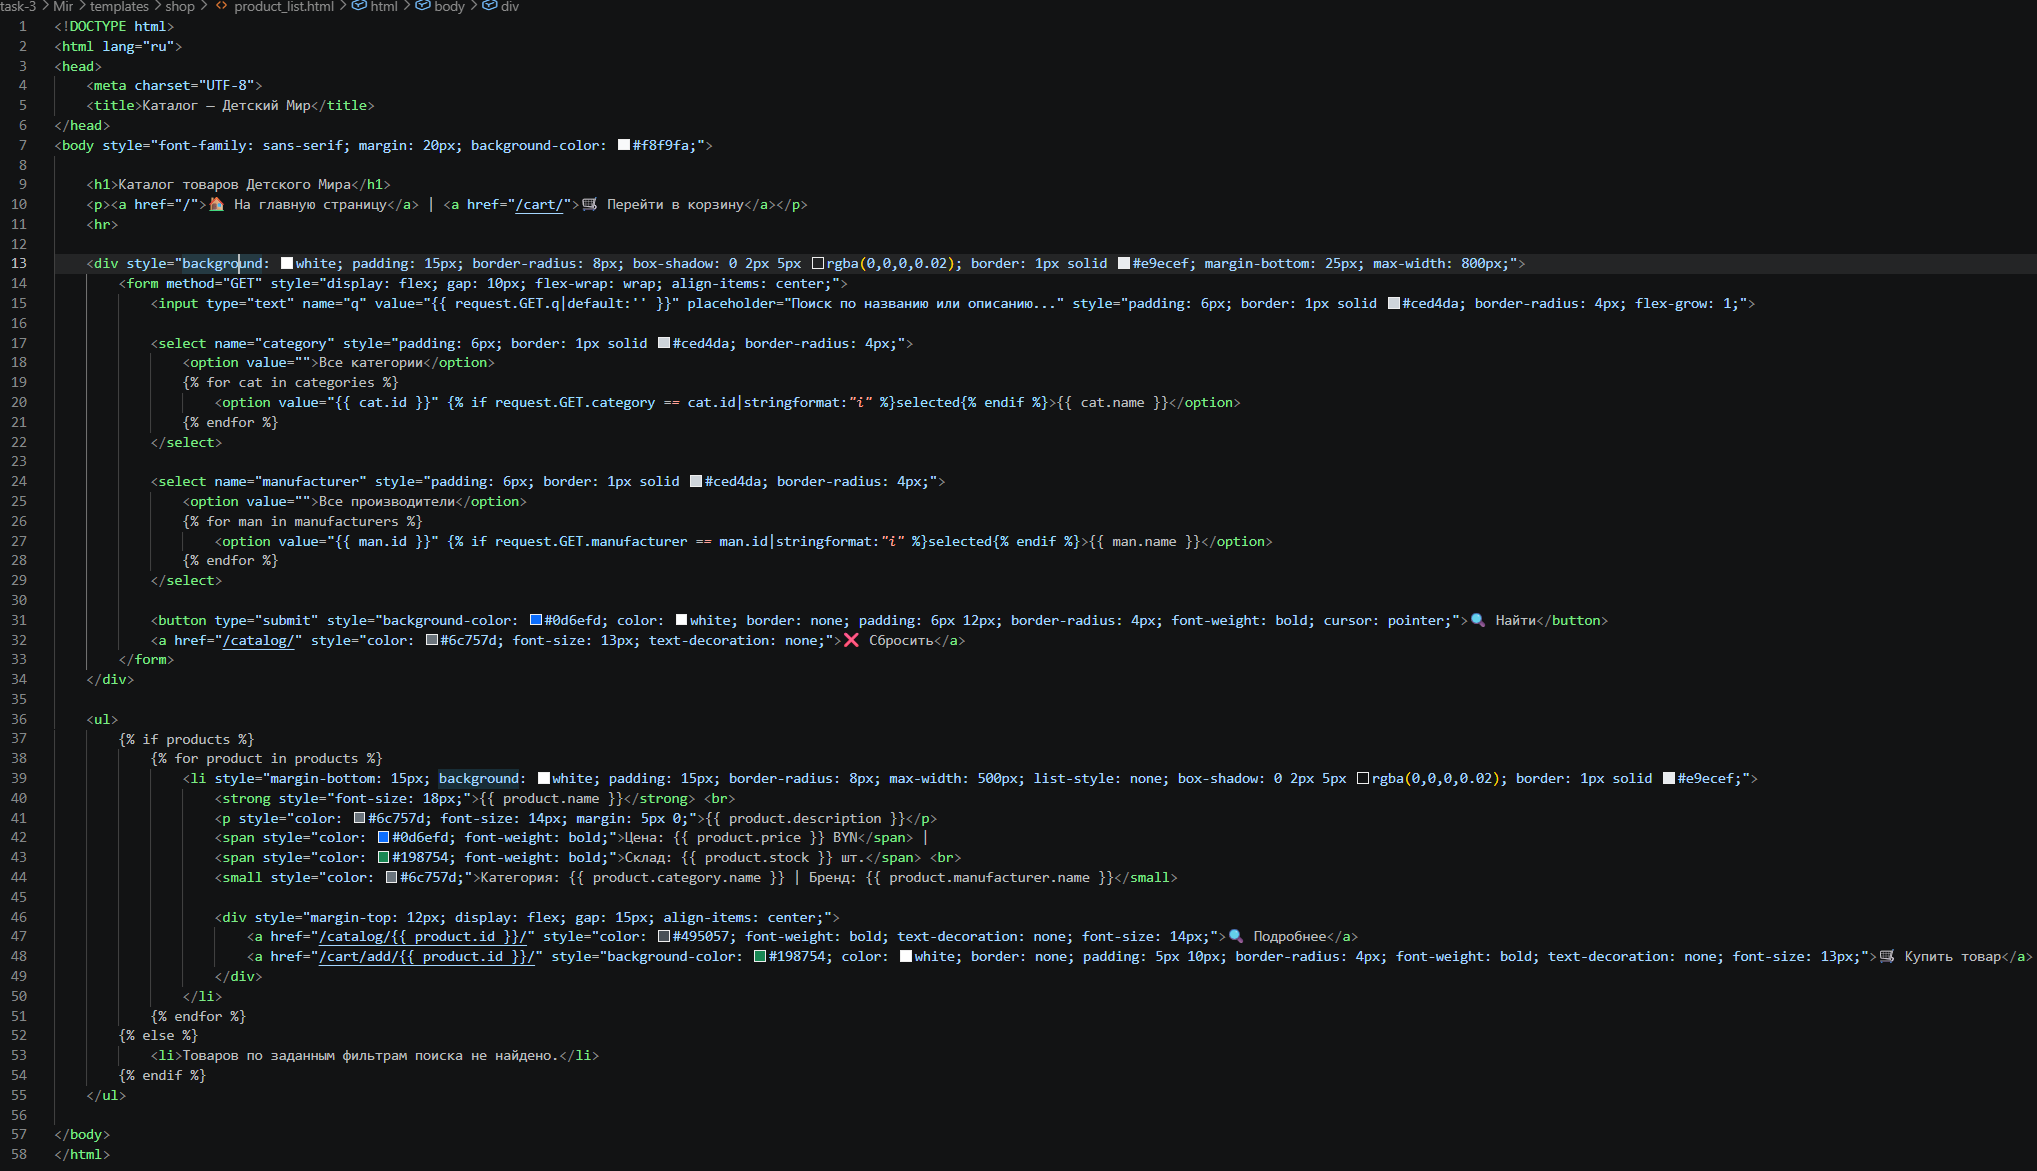 task-3 > Mir > templates > shop > <> product_list.html > html > body > div
1 <!DOCTYPE html>
2 <html lang="ru">
3 <head>
4     <meta charset="UTF-8">
5     <title>Каталог — Детский Мир</title>
6 </head>
7 <body style="font-family: sans-serif; margin: 20px; background-color: #f8f9fa;">
8
9     <h1>Каталог товаров Детского Мира</h1>
10     <p><a href="/">🏠 На главную страницу</a> | <a href="/cart/">🛒 Перейти в корзину</a></p>
11     <hr>
12
13     <div style="background: white; padding: 15px; border-radius: 8px; box-shadow: 0 2px 5px rgba(0,0,0,0.02); border: 1px solid #e9ecef; margin-bottom: 25px; max-width: 800px;">
14         <form method="GET" style="display: flex; gap: 10px; flex-wrap: wrap; align-items: center;">
15             <input type="text" name="q" value="{{ request.GET.q|default:'' }}" placeholder="Поиск по названию или описанию..." style="padding: 6px; border: 1px solid #ced4da; border-radius: 4px; flex-grow: 1;">
16
17             <select name="category" style="padding: 6px; border: 1px solid #ced4da; border-radius: 4px;">
18                 <option value="">Все категории</option>
19                 {% for cat in categories %}
20                     <option value="{{ cat.id }}" {% if request.GET.category == cat.id|stringformat:"i" %}selected{% endif %}>{{ cat.name }}</option>
21                 {% endfor %}
22             </select>
23
24             <select name="manufacturer" style="padding: 6px; border: 1px solid #ced4da; border-radius: 4px;">
25                 <option value="">Все производители</option>
26                 {% for man in manufacturers %}
27                     <option value="{{ man.id }}" {% if request.GET.manufacturer == man.id|stringformat:"i" %}selected{% endif %}>{{ man.name }}</option>
28                 {% endfor %}
29             </select>
30
31             <button type="submit" style="background-color: #0d6efd; color: white; border: none; padding: 6px 12px; border-radius: 4px; font-weight: bold; cursor: pointer;">🔍 Найти</button>
32             <a href="/catalog/" style="color: #6c757d; font-size: 13px; text-decoration: none;">❌ Сбросить</a>
33         </form>
34     </div>
35
36     <ul>
37         {% if products %}
38             {% for product in products %}
39                 <li style="margin-bottom: 15px; background: white; padding: 15px; border-radius: 8px; max-width: 500px; list-style: none; box-shadow: 0 2px 5px rgba(0,0,0,0.02); border: 1px solid #e9ecef;">
40                     <strong style="font-size: 18px;">{{ product.name }}</strong> <br>
41                     <p style="color: #6c757d; font-size: 14px; margin: 5px 0;">{{ product.description }}</p>
42                     <span style="color: #0d6efd; font-weight: bold;">Цена: {{ product.price }} BYN</span> |
43                     <span style="color: #198754; font-weight: bold;">Склад: {{ product.stock }} шт.</span> <br>
44                     <small style="color: #6c757d;">Категория: {{ product.category.name }} | Бренд: {{ product.manufacturer.name }}</small>
45
46                     <div style="margin-top: 12px; display: flex; gap: 15px; align-items: center;">
47                         <a href="/catalog/{{ product.id }}/" style="color: #495057; font-weight: bold; text-decoration: none; font-size: 14px;">🔍 Подробнее</a>
48                         <a href="/cart/add/{{ product.id }}/" style="background-color: #198754; color: white; border: none; padding: 5px 10px; border-radius: 4px; font-weight: bold; text-decoration: none; font-size: 13px;">🛒 Купить товар</a>
49                     </div>
50                 </li>
51             {% endfor %}
52         {% else %}
53             <li>Товаров по заданным фильтрам поиска не найдено.</li>
54         {% endif %}
55     </ul>
56
57 </body>
58 </html>